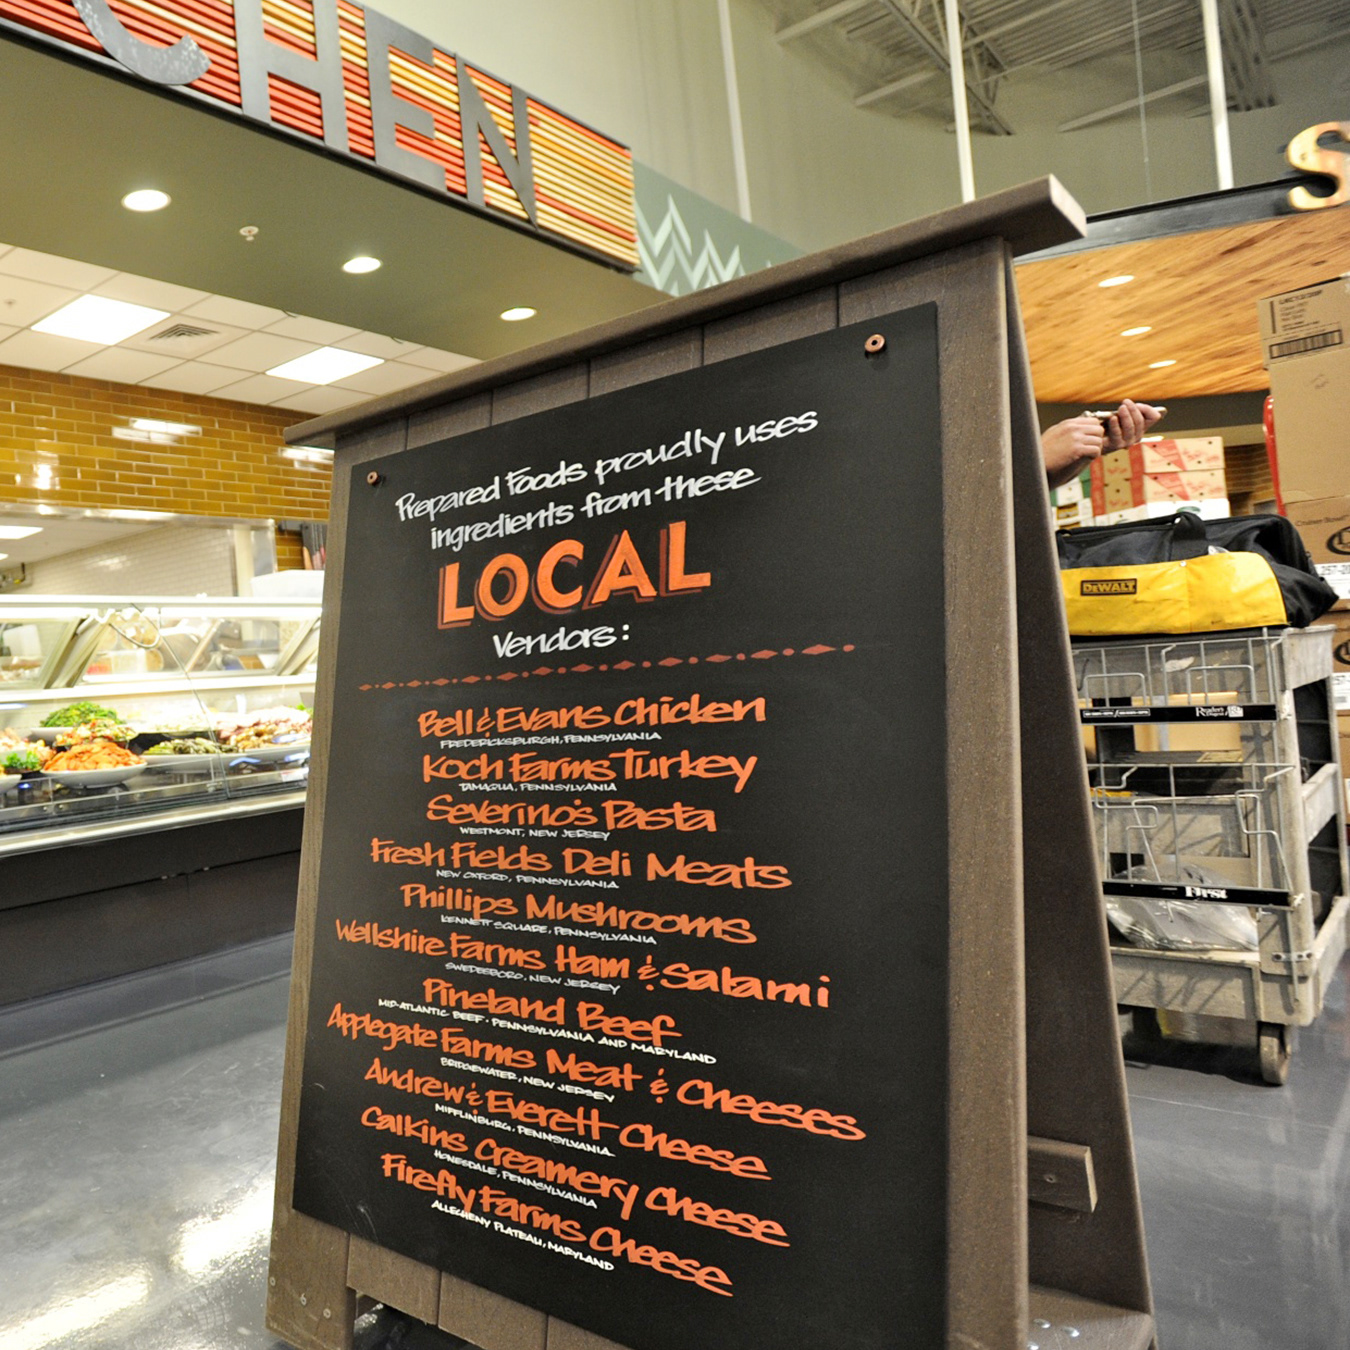 CHEN
S
Prepared Foods proudly uses
ingredients from these
LOCAL
Vendors:
Bell & Evans Chicken
FREDERICKSBURGH, PENNSYLVANIA
Koch Farms Turkey
TAMAQUA, PENNSYLVANIA
Severino's Pasta
WESTMONT, NEW JERSEY
Fresh Fields Deli Meats
NEW OXFORD, PENNSYLVANIA
Phillips Mushrooms
KENNETT SQUARE, PENNSYLVANIA
Wellshire Farms Ham & Salami
SWEDESBORO, NEW JERSEY
Pineland Beef
MID-ATLANTIC BEEF · PENNSYLVANIA AND MARYLAND
Applegate Farms Meat & Cheeses
BRIDGEWATER, NEW JERSEY
Andrew & Everett Cheese
MIFFLINBURG, PENNSYLVANIA
Calkins Creamery Cheese
HONESDALE, PENNSYLVANIA
Firefly Farms Cheese
ALLEGHENY PLATEAU, MARYLAND
DEWALT
Reader's
First